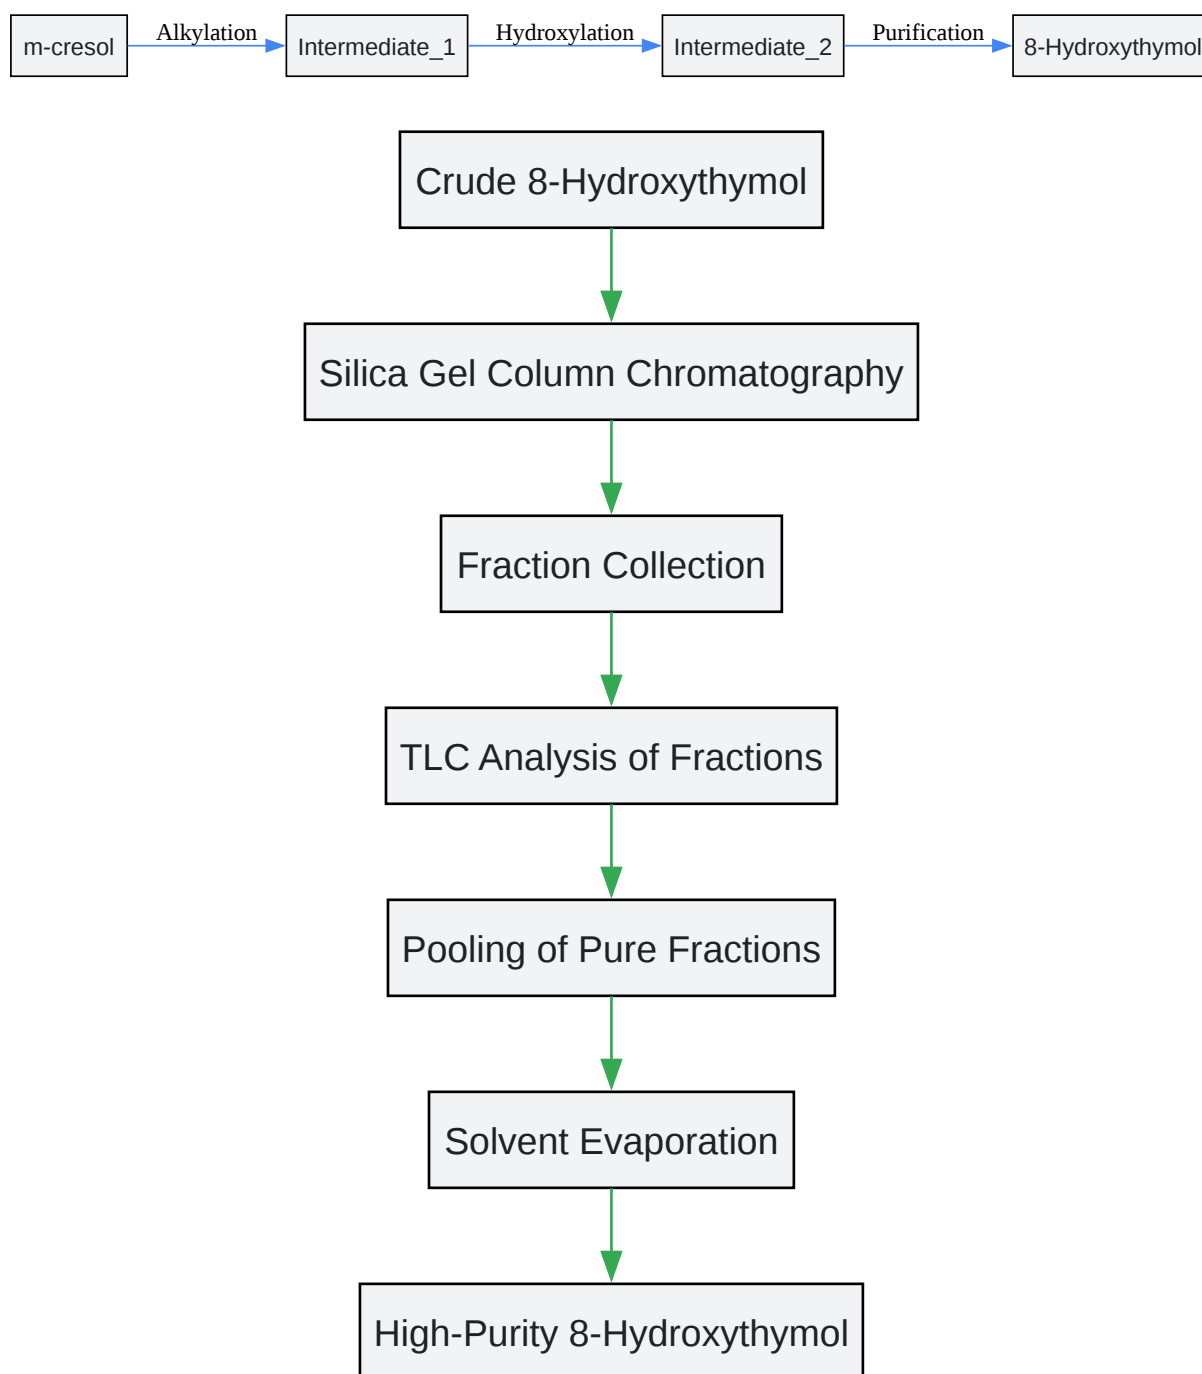 m-cresol Alkylation Intermediate_1 Hydroxylation Intermediate_2 Purification 8-Hydroxythymol
Crude 8-Hydroxythymol
Silica Gel Column Chromatography
Fraction Collection
TLC Analysis of Fractions
Pooling of Pure Fractions
Solvent Evaporation
High-Purity 8-Hydroxythymol